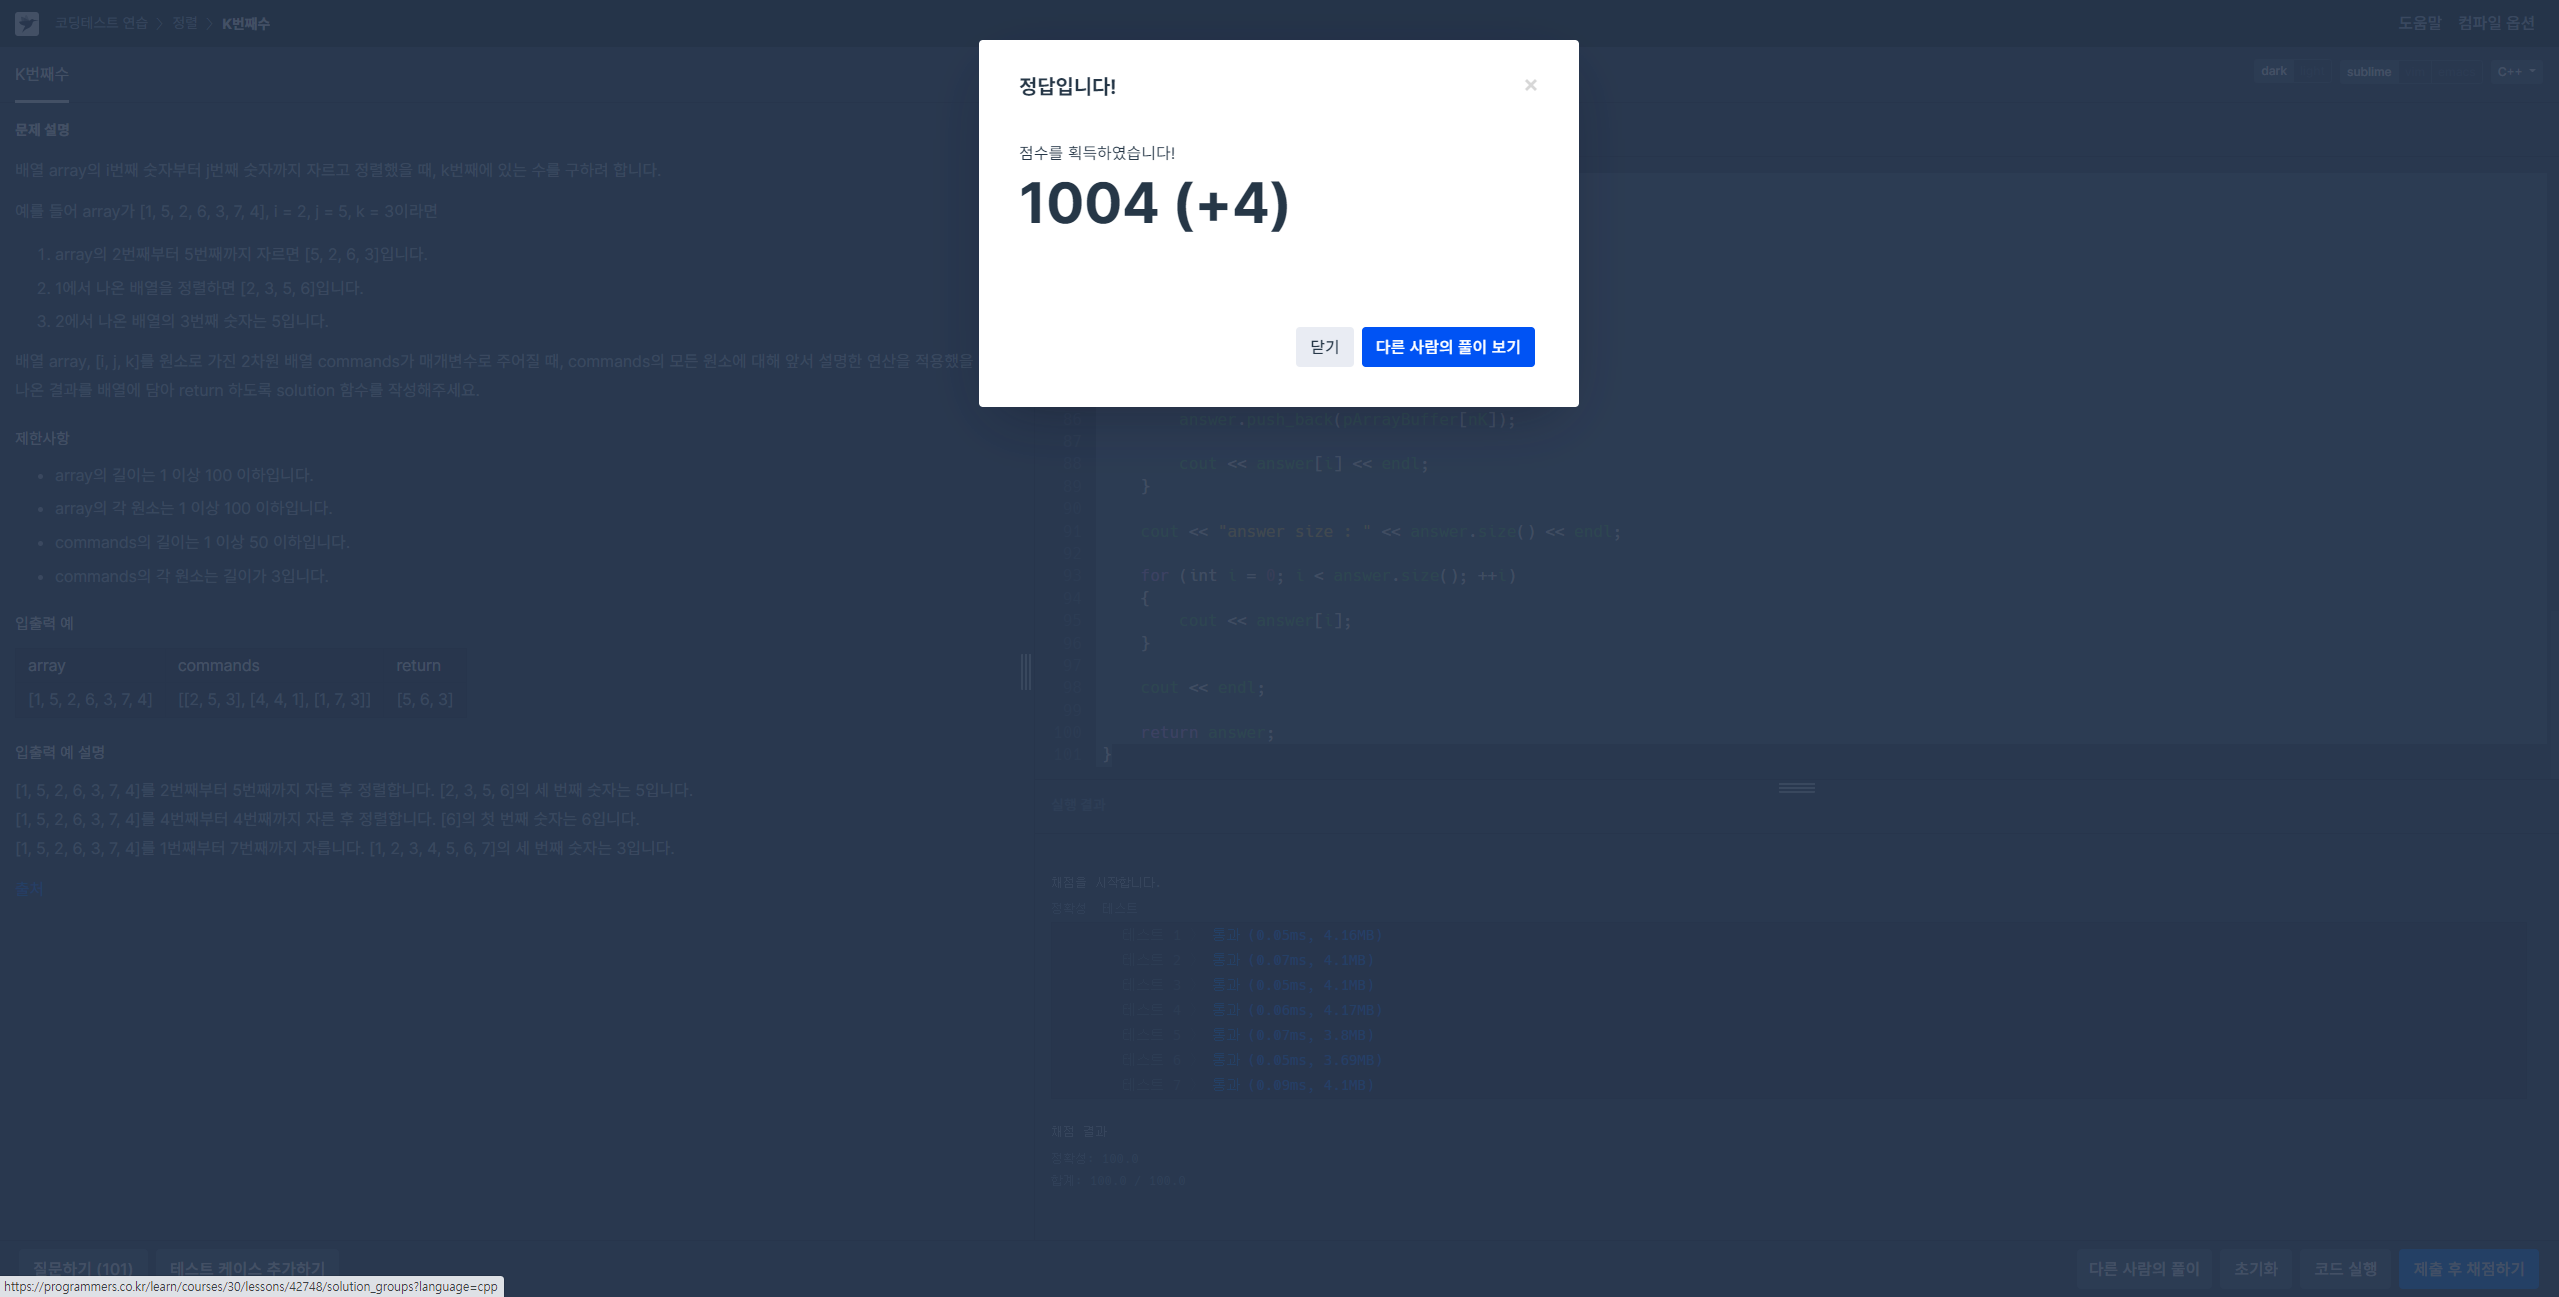 코딩테스트 연습 > 정렬 > K번째수
도움말 컴파일 옵션
K번째수
dark
sublime
C++
문제 설명
배열 array의 i번째 숫자부터 j번째 숫자까지 자르고 정렬했을 때, k번째에 있는 수를 구하려 합니다.
예를 들어 array가 [1, 5, 2, 6, 3, 7, 4], i = 2, j = 5, k = 3이라면
1. array의 2번째부터 5번째까지 자르면 [5, 2, 6, 3]입니다.
2. 1에서 나온 배열을 정렬하면 [2, 3, 5, 6]입니다.
3. 2에서 나온 배열의 3번째 숫자는 5입니다.
배열 array, [i, j, k]를 원소로 가진 2차원 배열 commands가 매개변수로 주어질 때, commands의 모든 원소에 대해 앞서 설명한 연산을 적용했을
나온 결과를 배열에 담아 return 하도록 solution 함수를 작성해주세요.
제한사항
• array의 길이는 1 이상 100 이하입니다.
• array의 각 원소는 1 이상 100 이하입니다.
• commands의 길이는 1 이상 50 이하입니다.
• commands의 각 원소는 길이가 3입니다.
입출력 예
array commands return
[1, 5, 2, 6, 3, 7, 4] [[2, 5, 3], [4, 4, 1], [1, 7, 3]] [5, 6, 3]
입출력 예 설명
[1, 5, 2, 6, 3, 7, 4]를 2번째부터 5번째까지 자른 후 정렬합니다. [2, 3, 5, 6]의 세 번째 숫자는 5입니다.
[1, 5, 2, 6, 3, 7, 4]를 4번째부터 4번째까지 자른 후 정렬합니다. [6]의 첫 번째 숫자는 6입니다.
[1, 5, 2, 6, 3, 7, 4]를 1번째부터 7번째까지 자릅니다. [1, 2, 3, 4, 5, 6, 7]의 세 번째 숫자는 3입니다.
출처
정답입니다!
×
점수를 획득하였습니다!
1004 (+4)
닫기
다른 사람의 풀이 보기
answer.push_back(pArrayBuffer[nK]);
87
88 cout << answer[i] << endl;
89 }
90
91 cout << "answer size : " << answer.size() << endl;
92
93 for (int i = 0; i < answer.size(); ++i)
94 {
95 cout << answer[i];
96 }
97
98 cout << endl;
99
100 return answer;
101 }
실행 결과
채점을 시작합니다.
정확성 테스트
테스트 1 통과 (0.05ms, 4.16MB)
테스트 2 통과 (0.07ms, 4.1MB)
테스트 3 통과 (0.05ms, 4.1MB)
테스트 4 통과 (0.06ms, 4.17MB)
테스트 5 통과 (0.07ms, 3.8MB)
테스트 6 통과 (0.05ms, 3.69MB)
테스트 7 통과 (0.09ms, 4.1MB)
채점 결과
정확성: 100.0
합계: 100.0 / 100.0
질문하기 (101)
테스트 케이스 추가하기
다른 사람의 풀이
초기화
코드 실행
제출 후 채점하기
https://programmers.co.kr/learn/courses/30/lessons/42748/solution_groups?language=cpp